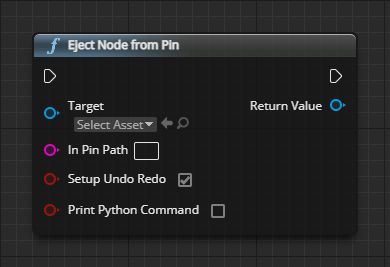 Eject Node from Pin
Target
Select Asset
Return Value
In Pin Path
Setup Undo Redo
Print Python Command